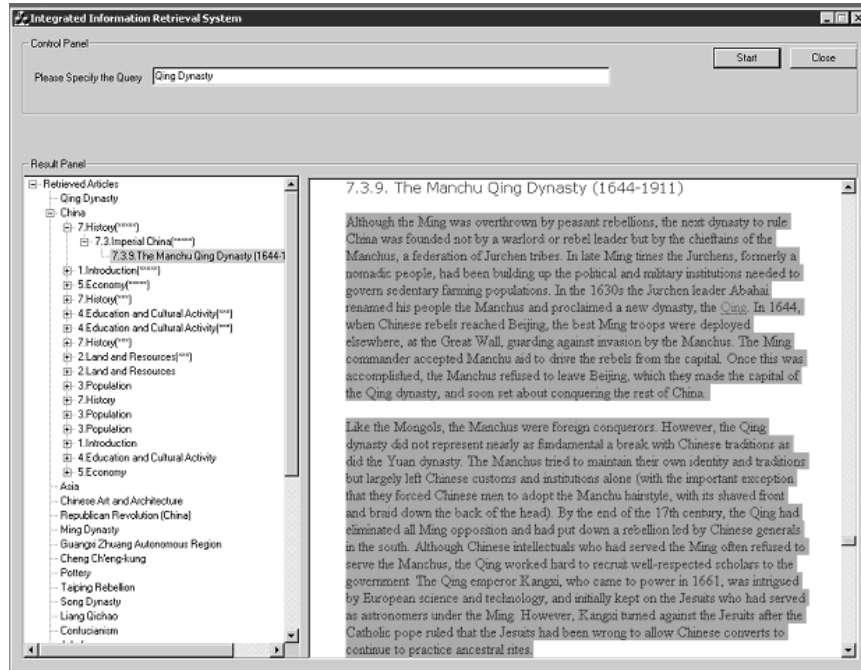 Integrated Information Retrieval System
Control Panel
Please Specify the Query
Qing Dynasty
Start
Close
Result Panel
Retrieved Articles
Qing Dynasty
China
7.History(*****)
7.3.Imperial China(*****)
7.3.9.The Manchu Qing Dynasty (1644-1
1.Introduction(*****)
5.Economy(*****)
7.History(***)
4.Education and Cultural Activity(***)
4.Education and Cultural Activity(***)
7.History(***)
2.Land and Resources(***)
2.Land and Resources
3.Population
7.History
3.Population
3.Population
1.Introduction
4.Education and Cultural Activity
5.Economy
Asia
Chinese Art and Architecture
Republican Revolution (China)
Ming Dynasty
Guangxi Zhuang Autonomous Region
Cheng Ch'eng-kung
Pottery
Taiping Rebellion
Song Dynasty
Liang Qichao
Confucianism
7.3.9. The Manchu Qing Dynasty (1644-1911)
Although the Ming was overthrown by peasant rebellions, the next dynasty to rule
China was founded not by a warlord or rebel leader but by the chieftains of the
Manchus, a federation of Jurchen tribes. In late Ming times the Jurchens, formerly a
nomadic people, had been building up the political and military institutions needed to
govern sedentary farming populations. In the 1630s the Jurchen leader Abahai
renamed his people the Manchus and proclaimed a new dynasty, the Qing. In 1644,
when Chinese rebels reached Beijing, the best Ming troops were deployed
elsewhere, at the Great Wall, guarding against invasion by the Manchus. The Ming
commander accepted Manchu aid to drive the rebels from the capital. Once this was
accomplished, the Manchus refused to leave Beijing, which they made the capital of
the Qing dynasty, and soon set about conquering the rest of China.
Like the Mongols, the Manchus were foreign conquerors. However, the Qing
dynasty did not represent nearly as fundamental a break with Chinese traditions as
did the Yuan dynasty. The Manchus tried to maintain their own identity and traditions
but largely left Chinese customs and institutions alone (with the important exception
that they forced Chinese men to adopt the Manchu hairstyle, with its shaved front
and braid down the back of the head). By the end of the 17th century, the Qing had
eliminated all Ming opposition and had put down a rebellion led by Chinese generals
in the south. Although Chinese intellectuals who had served the Ming often refused to
serve the Manchus, the Qing worked hard to recruit well-respected scholars to the
government. The Qing emperor Kangxi, who came to power in 1661, was intrigued
by European science and technology, and initially kept on the Jesuits who had served
as astronomers under the Ming. However, Kangxi turned against the Jesuits after the
Catholic pope ruled that the Jesuits had been wrong to allow Chinese converts to
continue to practice ancestral rites.